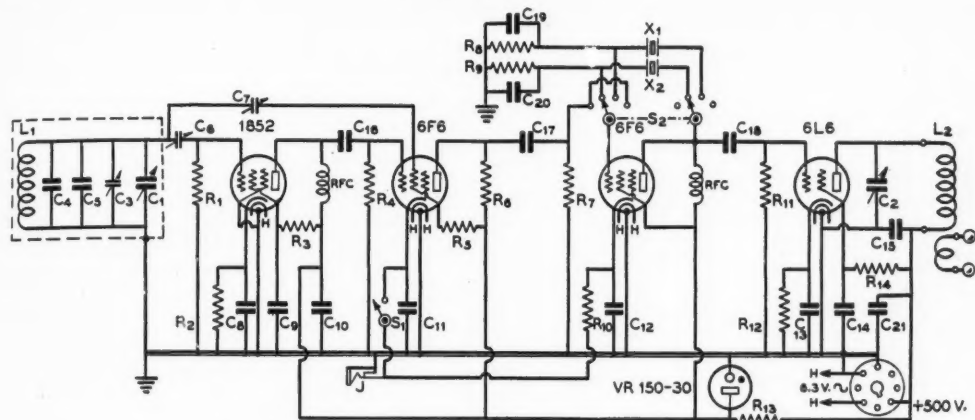 C19
R8
R9
C20
X1
X2
S2
L1
C4
C5
C3
C1
C6
C7
1852
R1
R2
C8
C9
R3
RFC
C10
C16
6F6
R4
S1
C11
R5
R6
C17
R7
6F6
H H
R10
C12
RFC
C18
6L6
R11
R12
C13
C14
C2
C15
R14
C21
L2
H
H H
H
J
VR 150-30
R13
H
6.3 V.
H
+500 V.